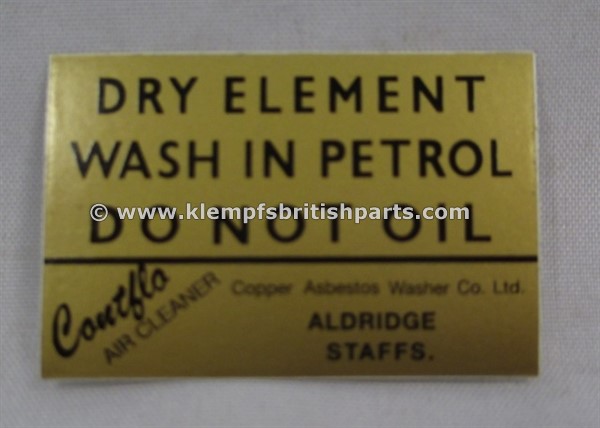 DRY ELEMENT
WASH IN PETROL
© www.klempfsbritishparts.com
DO NOT OIL
Contflo
AIR CLEANER
Copper Asbestos Washer Co. Ltd.
ALDRIDGE
STAFFS.